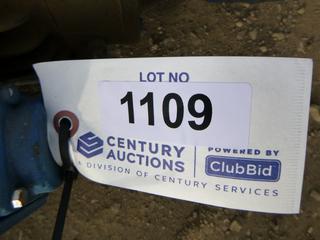 LOT NO
1109
CENTURY
AUCTIONS
POWERED BY
ClubBid
A DIVISION OF CENTURY SERVICES